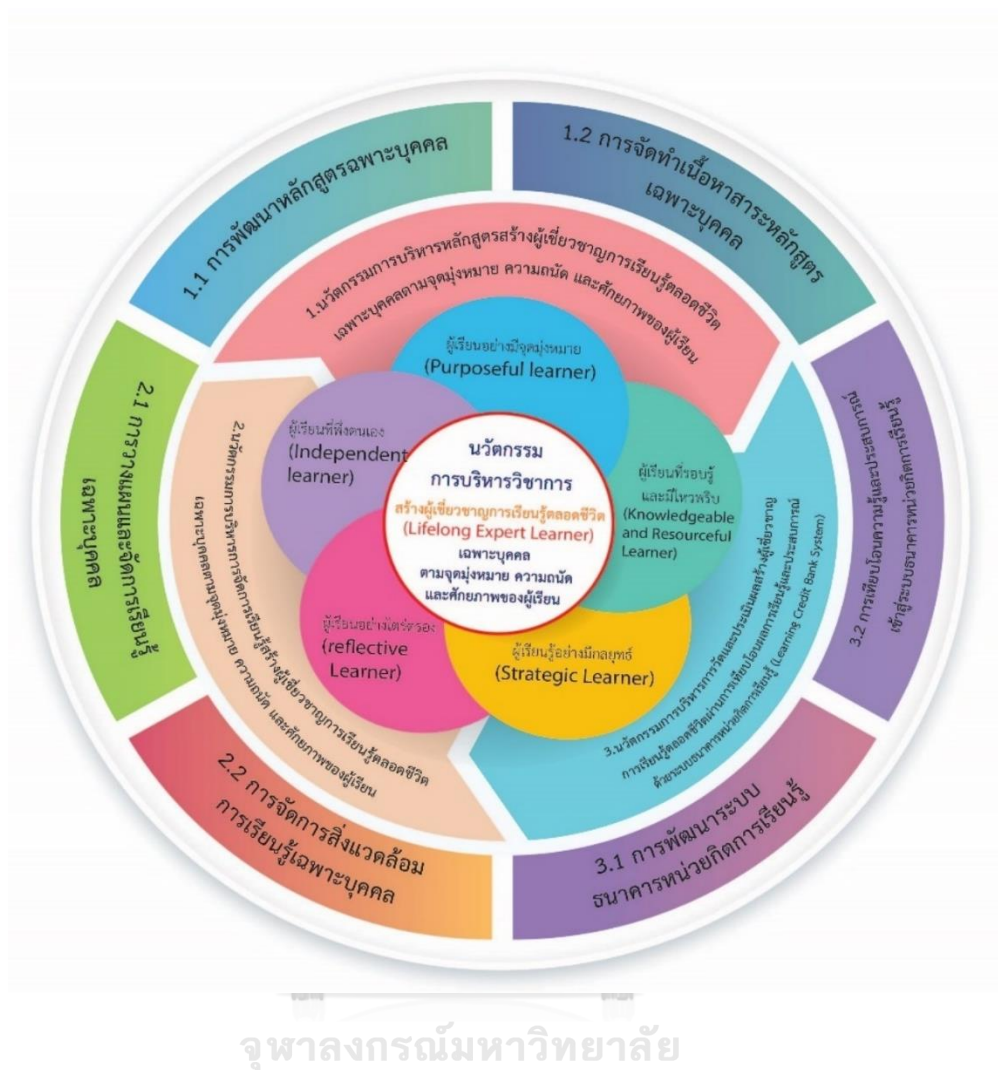 1.1 การพัฒนาหลักสูตรเฉพาะบุคคล
1.2 การจัดทำเนื้อหาสาระหลักสูตร
เฉพาะบุคคล
1.นวัตกรรมการบริหารหลักสูตรสร้างผู้เชี่ยวชาญการเรียนรู้ตลอดชีวิต
เฉพาะบุคคลตามจุดมุ่งหมาย ความถนัด และศักยภาพของผู้เรียน
ผู้เรียนอย่างมีจุดมุ่งหมาย
(Purposeful learner)
ผู้เรียนที่พึ่งตนเอง
(Independent
learner)
นวัตกรรม
การบริหารวิชาการ
สร้างผู้เชี่ยวชาญการเรียนรู้ตลอดชีวิต
(Lifelong Expert Learner)
เฉพาะบุคคล
ตามจุดมุ่งหมาย ความถนัด
และศักยภาพของผู้เรียน
ผู้เรียนที่รอบรู้
และมีไหวพริบ
(Knowledgeable
and Resourceful
Learner)
ผู้เรียนอย่างไตร่ตรอง
(reflective
Learner)
ผู้เรียนรู้อย่างมีกลยุทธ์
(Strategic Learner)
2.1 การวางแผนและจัดการเรียนรู้
เฉพาะบุคคล
2.นวัตกรรมการบริหารการจัดการเรียนรู้สร้างผู้เชี่ยวชาญการเรียนรู้ตลอดชีวิต
เฉพาะบุคคลตามจุดมุ่งหมาย ความถนัด และศักยภาพของผู้เรียน
3.2 การเทียบโอนความรู้และประสบการณ์
เข้าสู่ระบบธนาคารหน่วยกิตการเรียนรู้
3.นวัตกรรมการบริหารการวัดและประเมินผลสร้างผู้เชี่ยวชาญ
การเรียนรู้ตลอดชีวิตผ่านการเทียบโอนผลการเรียนรู้และประสบการณ์
ด้วยระบบธนาคารหน่วยกิตการเรียนรู้ (Learning Credit Bank System)
2.2 การจัดการสิ่งแวดล้อม
การเรียนรู้เฉพาะบุคคล
3.1 การพัฒนาระบบ
ธนาคารหน่วยกิตการเรียนรู้
จุฬาลงกรณ์มหาวิทยาลัย